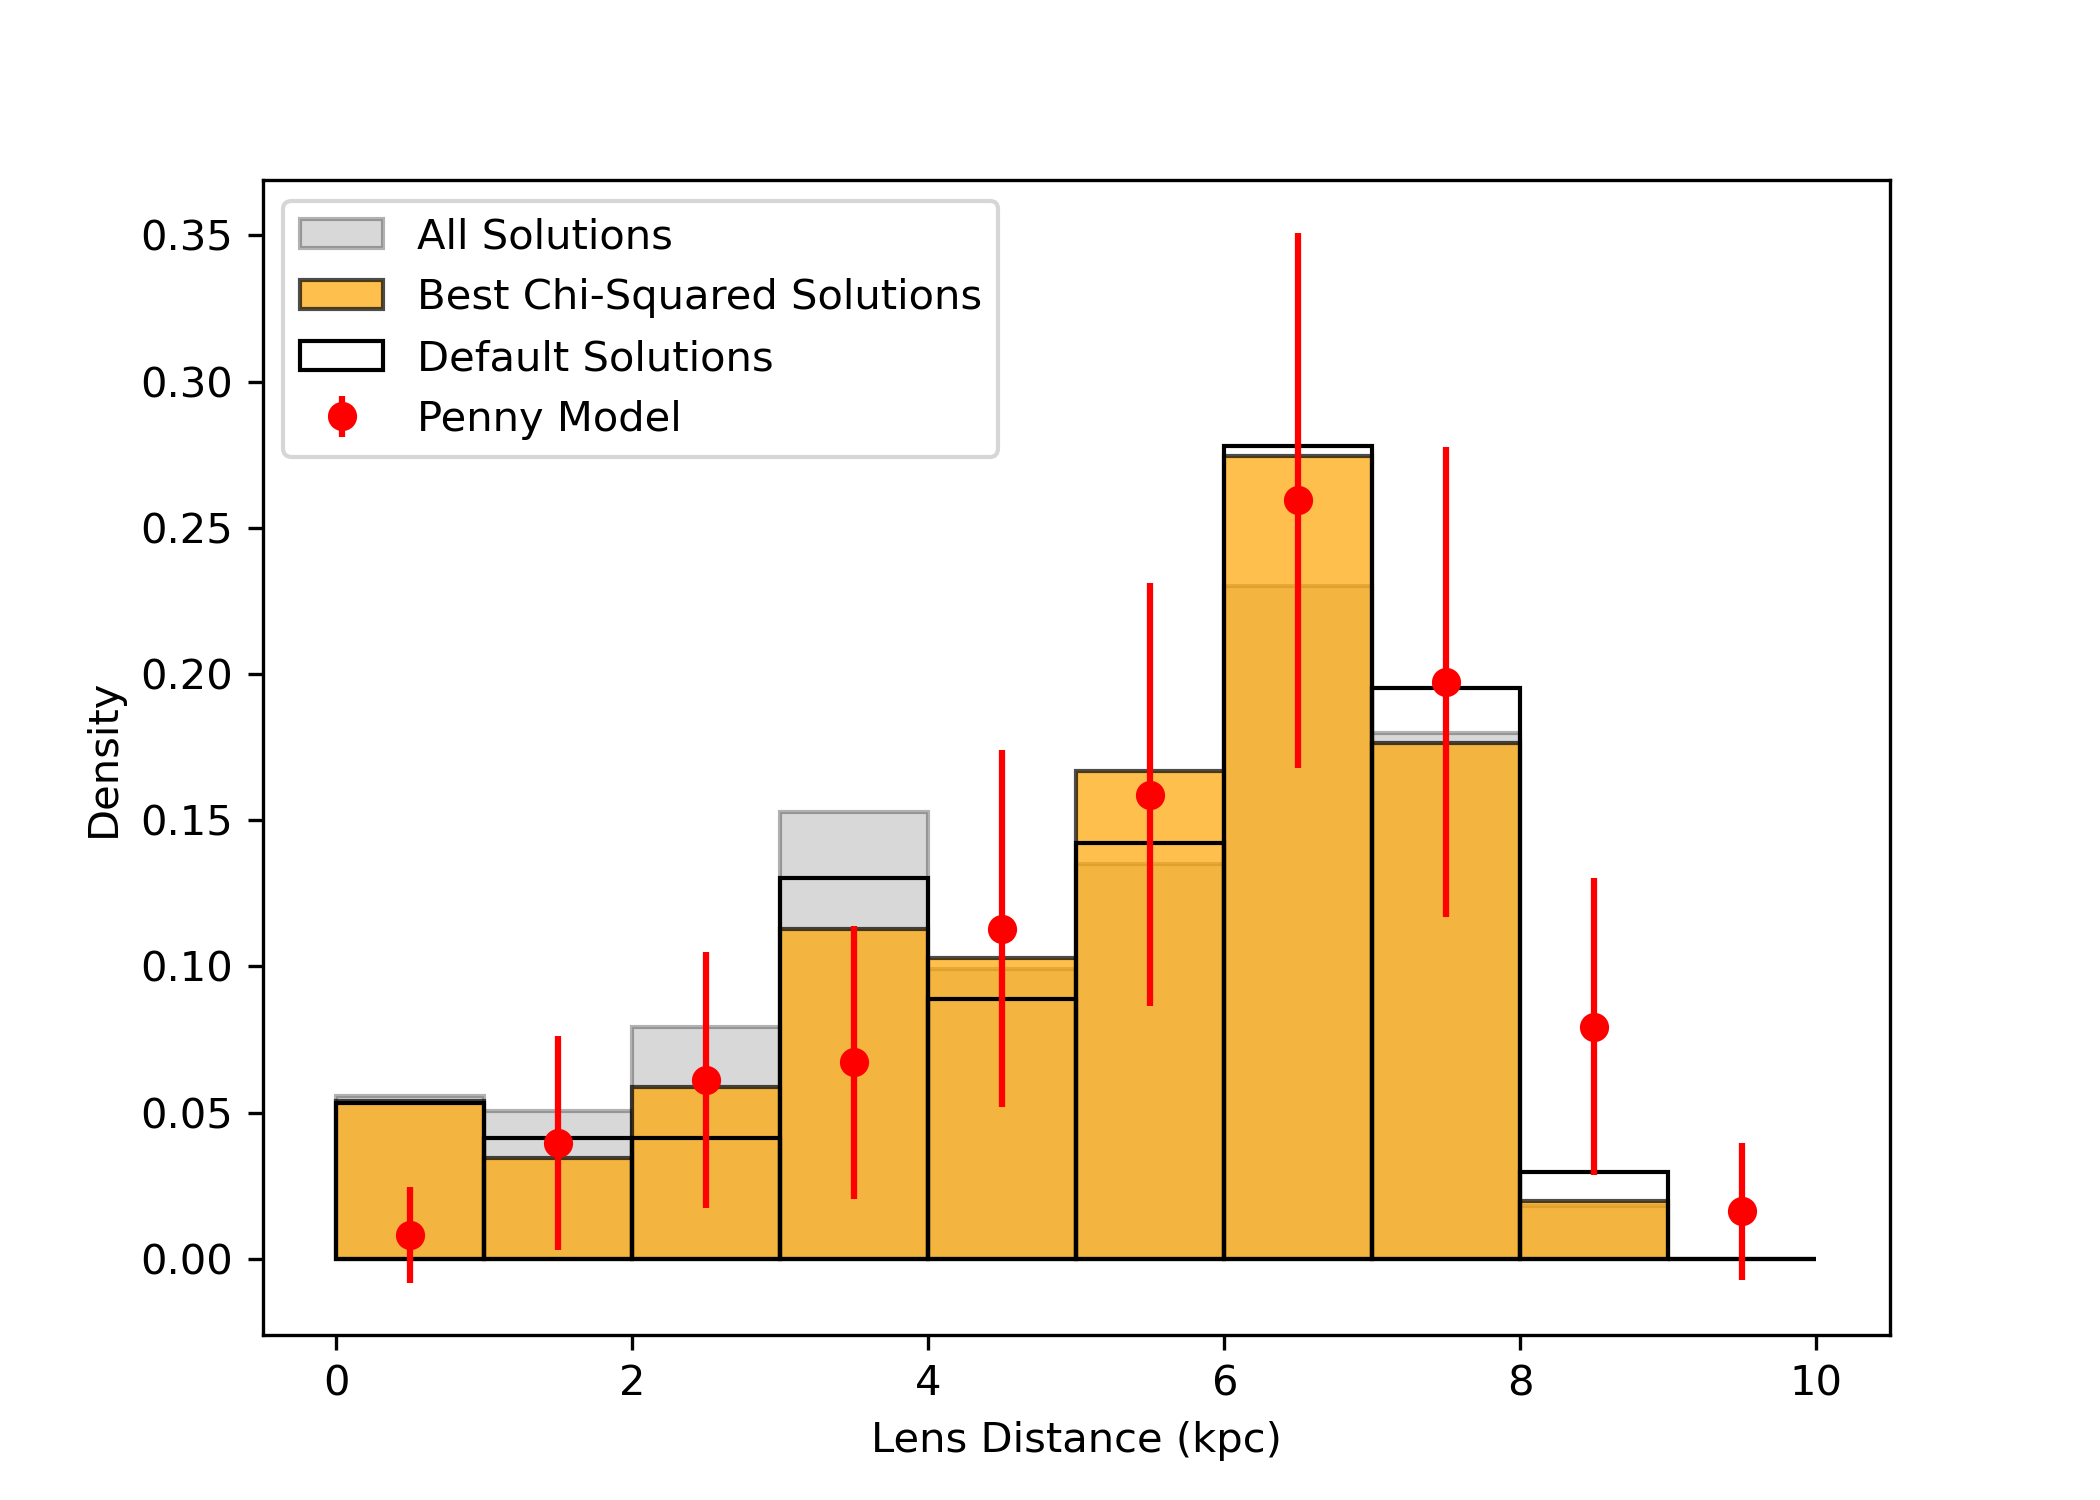 All Solutions
Best Chi-Squared Solutions
Default Solutions
Penny Model
0.35
0.30
0.25
0.20
0.15
0.10
0.05
0.00
Density
0 2 4 6 8 10
Lens Distance (kpc)